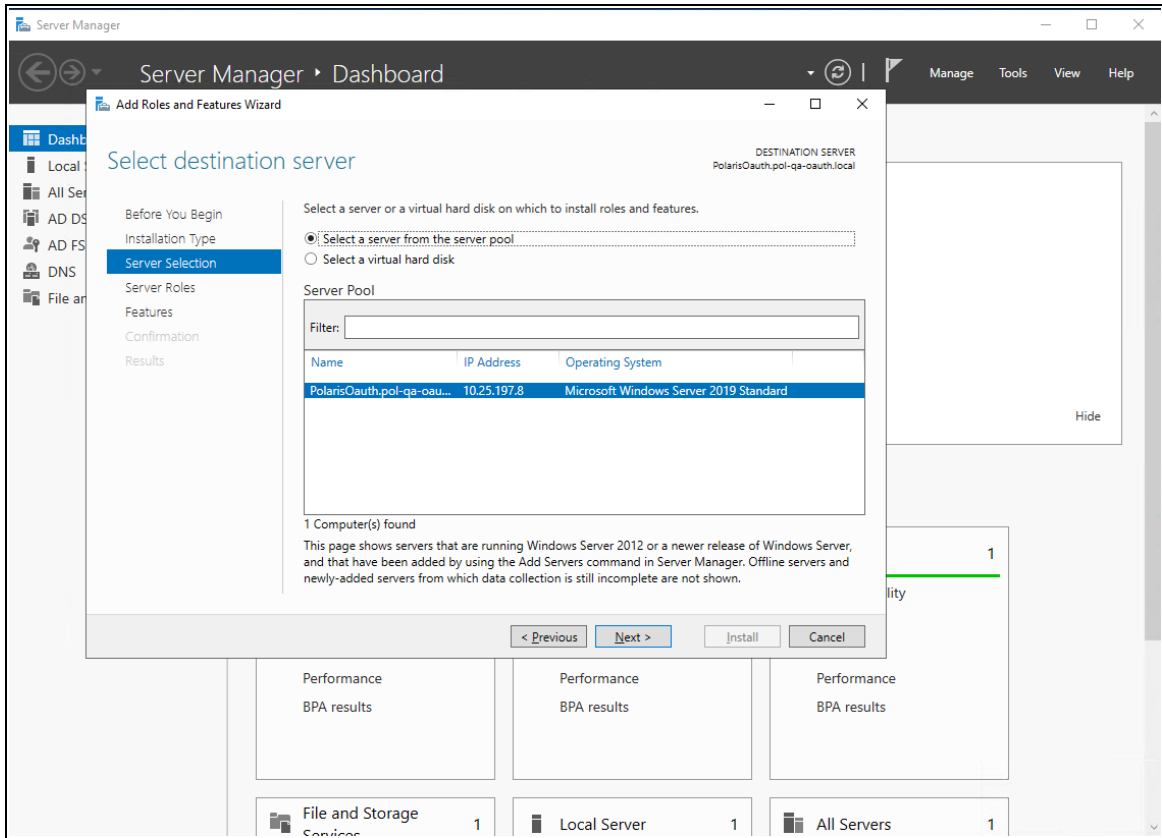 Server Manager
Server Manager ‣ Dashboard
Manage
Tools
View
Help
Add Roles and Features Wizard
Dashb
Local
All Ser
AD DS
AD FS
DNS
File an
Select destination server
DESTINATION SERVER
PolarisOauth.pol-qa-oauth.local
Before You Begin
Installation Type
Server Selection
Server Roles
Features
Confirmation
Results
Select a server or a virtual hard disk on which to install roles and features.
Select a server from the server pool
Select a virtual hard disk
Server Pool
Filter:
Name IP Address Operating System
PolarisOauth.pol-qa-oau... 10.25.197.8 Microsoft Windows Server 2019 Standard
1 Computer(s) found
This page shows servers that are running Windows Server 2012 or a newer release of Windows Server,
and that have been added by using the Add Servers command in Server Manager. Offline servers and
newly-added servers from which data collection is still incomplete are not shown.
< Previous
Next >
Install
Cancel
Hide
1
lity
Performance
BPA results
Performance
BPA results
Performance
BPA results
File and Storage
Services
1
Local Server
1
All Servers
1